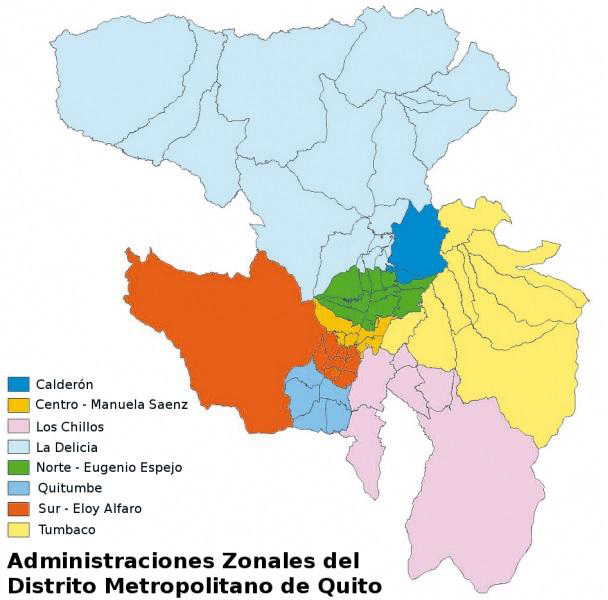 Calderón
Centro - Manuela Saenz
Los Chillos
La Delicia
Norte - Eugenio Espejo
Quitumbe
Sur - Eloy Alfaro
Tumbaco
Administraciones Zonales del
Distrito Metropolitano de Quito